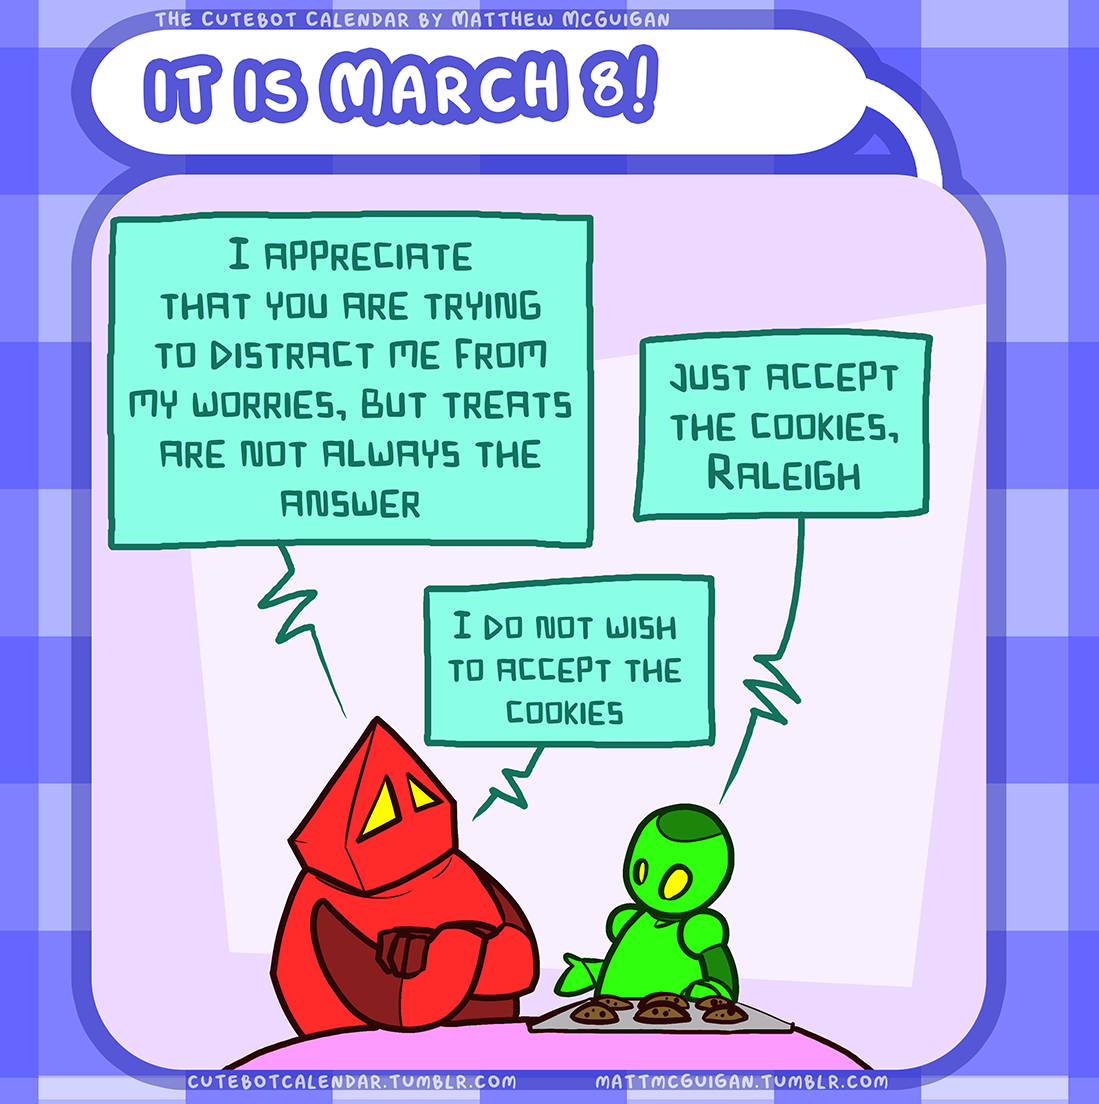 THE CUTEBOT CALENDAR BY MATTHEW MCGUIGAN
IT IS MARCH 8!
I APPRECIATE
THAT YOU ARE TRYING
TO DISTRACT ME FROM
MY WORRIES, BUT TREATS
ARE NOT ALWAYS THE
ANSWER
JUST ACCEPT
THE COOKIES,
RALEIGH
I DO NOT WISH
TO ACCEPT THE
COOKIES
CUTEBOTCALENDAR.TUMBLR.COM
MATTMCGUIGAN.TUMBLR.COM